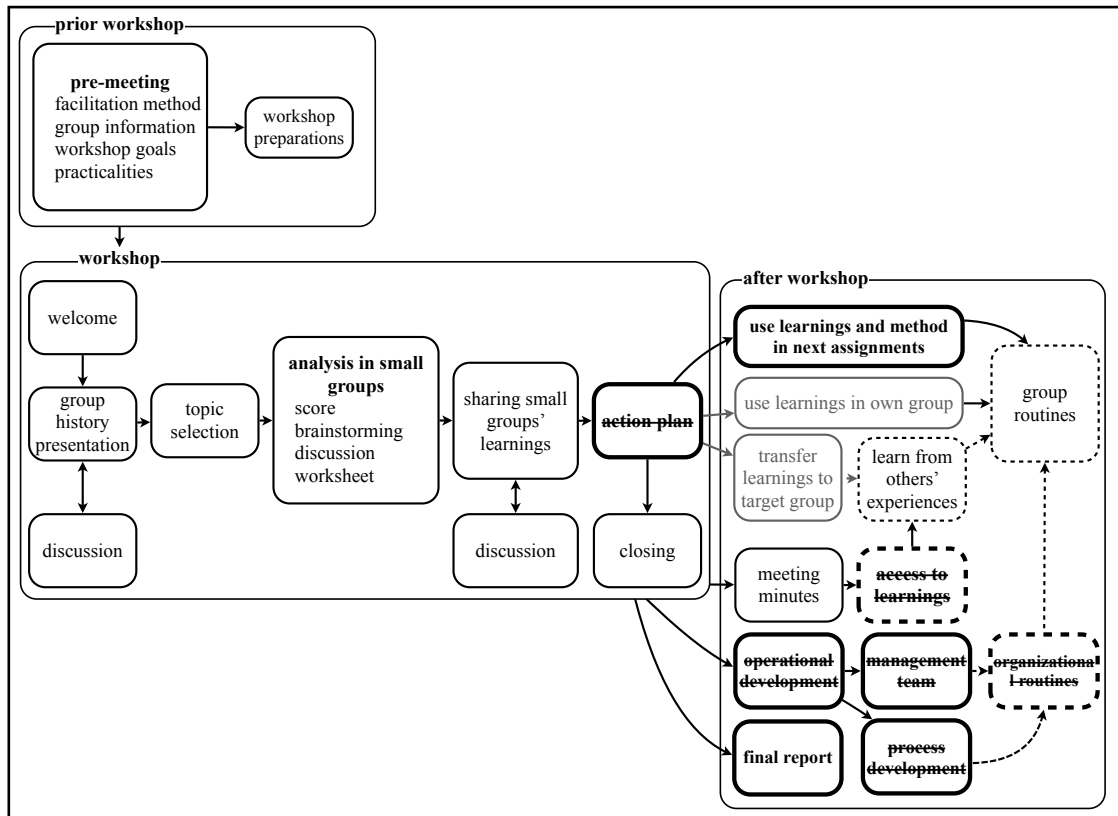 prior workshop
pre-meeting
facilitation method
group information
workshop goals
practicalities
workshop
preparations
workshop
welcome
group
history
presentation
discussion
topic
selection
analysis in small
groups
score
brainstorming
discussion
worksheet
sharing small
groups'
learnings
discussion
action plan
closing
after workshop
use learnings and method
in next assignments
use learnings in own group
transfer
learnings to
target group
learn from
others'
experiences
group
routines
meeting
minutes
access to
learnings
operational
development
management
team
organizationa
l routines
final report
process
development